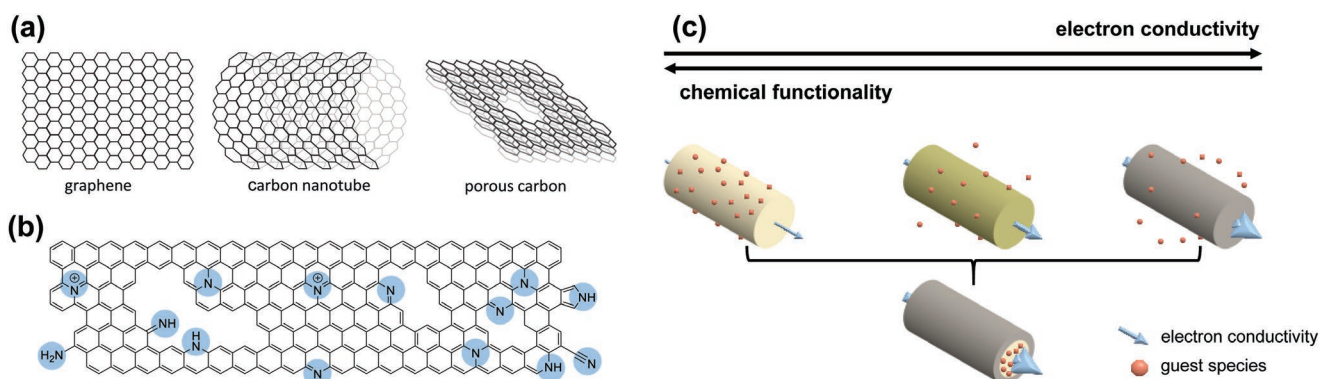 (a)
graphene
carbon nanotube
porous carbon
(b)
N
⊕
N
N
⊕
N
N
N
NH
NH
H
N
H₂N
N
N
NH
N
(c)
electron conductivity
chemical functionality
electron conductivity
guest species